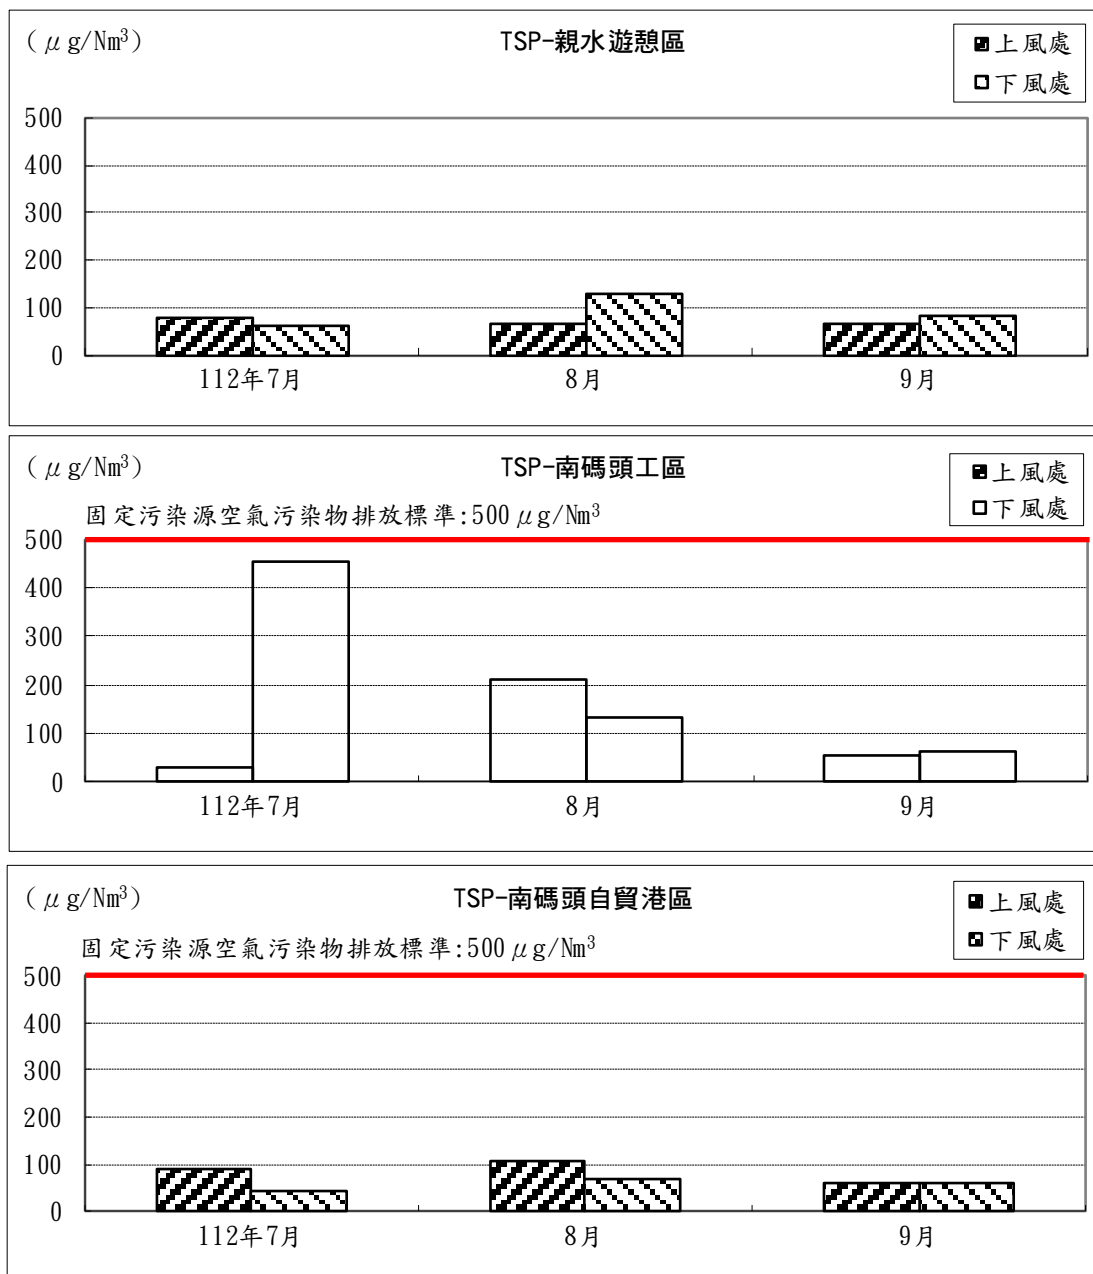 (μg/Nm³)
TSP-親水遊憩區
上風處
下風處
500
400
300
200
100
0
112年7月
8月
9月
(μg/Nm³)
TSP-南碼頭工區
上風處
下風處
固定污染源空氣污染物排放標準:500μg/Nm³
500
400
300
200
100
0
112年7月
8月
9月
(μg/Nm³)
TSP-南碼頭自貿港區
上風處
下風處
固定污染源空氣污染物排放標準:500μg/Nm³
500
400
300
200
100
0
112年7月
8月
9月